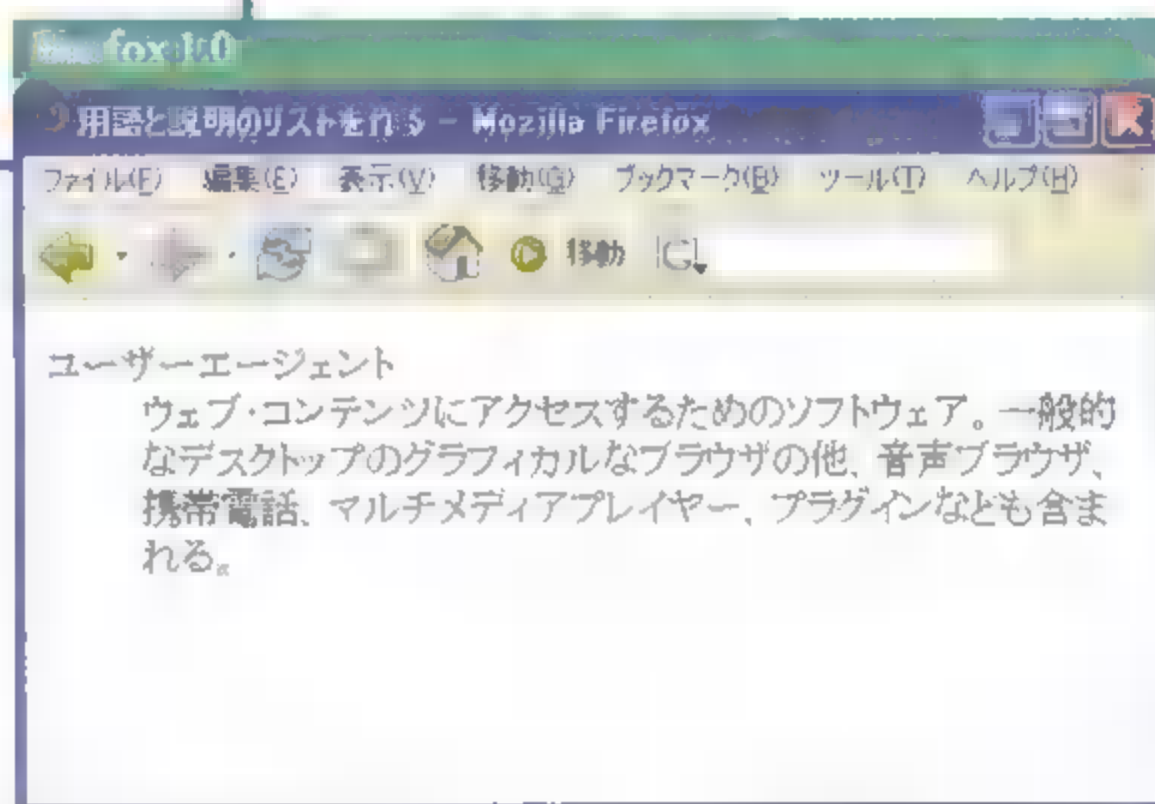 Firefox 1.0
用語と説明のリストを作る - Mozilla Firefox
ファイル(F) 編集(E) 表示(V) 移動(G) ブックマーク(B) ツール(T) ヘルプ(H)
移動 G
ユーザーエージェント
ウェブ・コンテンツにアクセスするためのソフトウェア。一般的
なデスクトップのグラフィカルなブラウザの他、音声ブラウザ、
携帯電話、マルチメディアプレイヤー、プラグインなども含ま
れる。